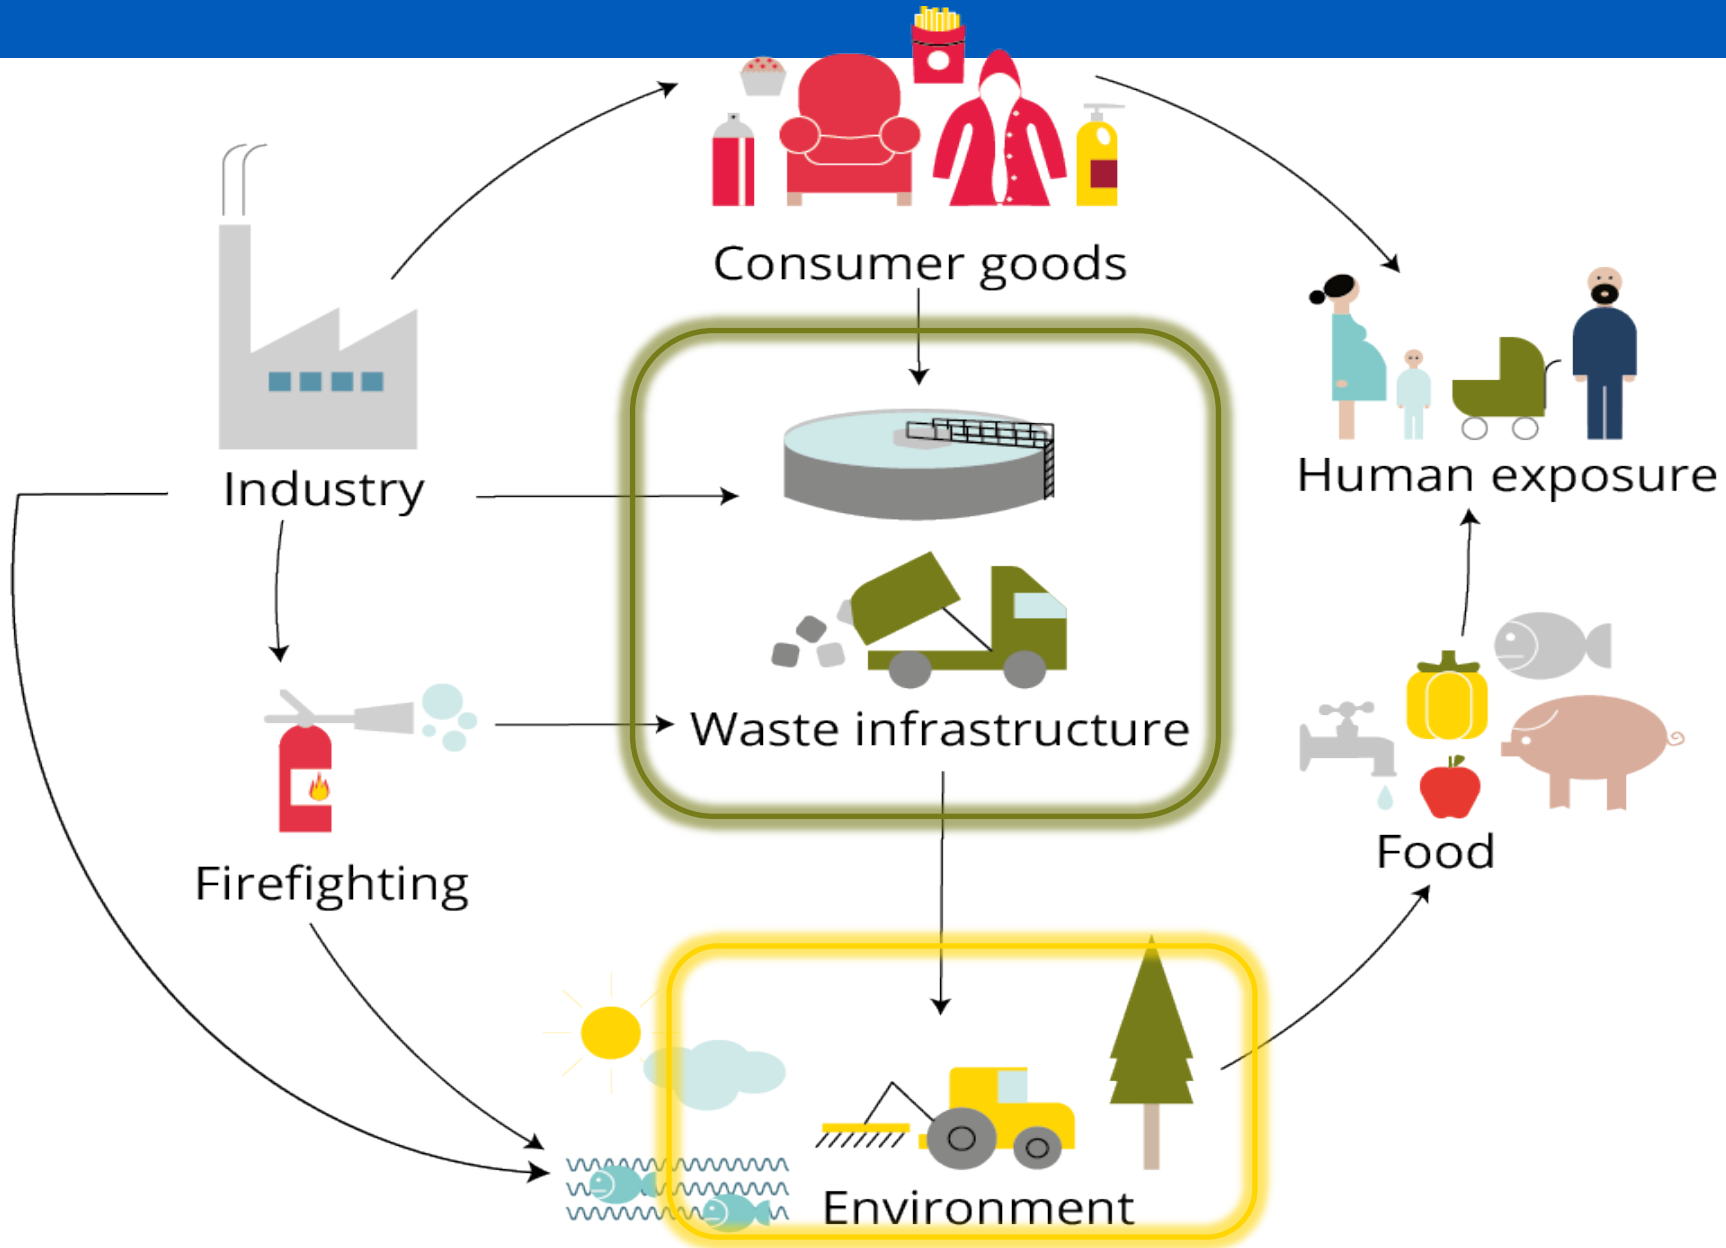 Consumer goods
Industry
Human exposure
Waste infrastructure
Food
Firefighting
Environment